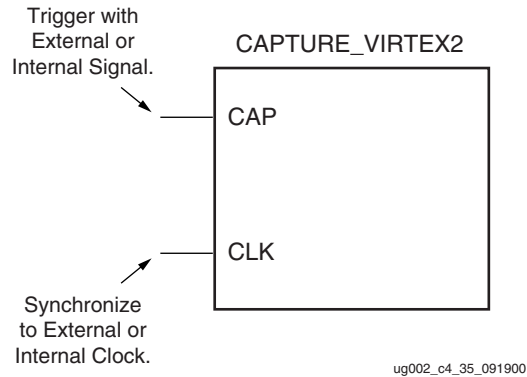 Trigger with
External or
Internal Signal.
CAPTURE_VIRTEX2
CAP
CLK
Synchronize
to External or
Internal Clock.
ug002_c4_35_091900